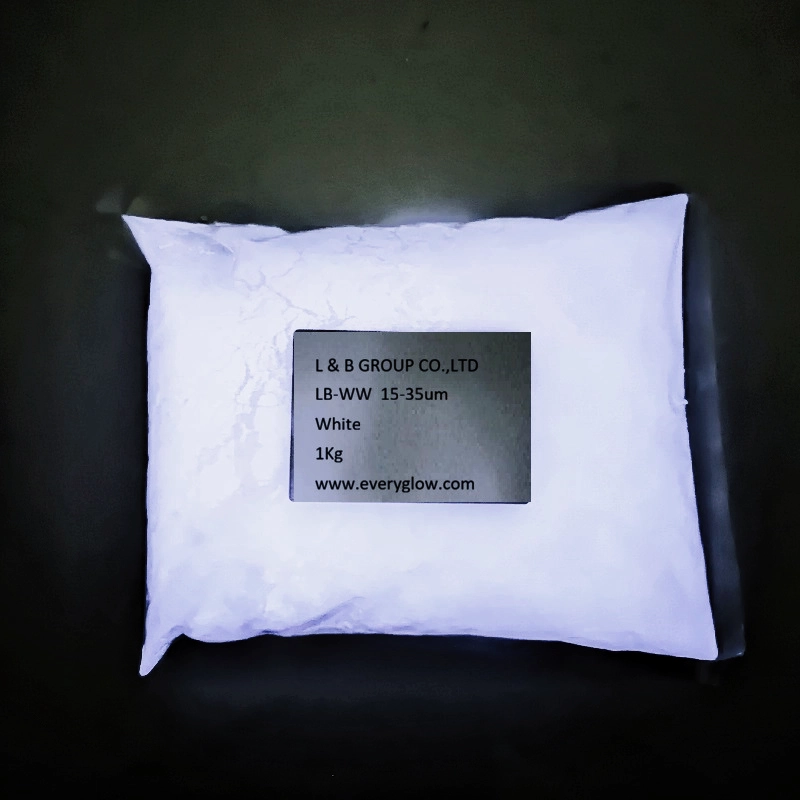 L & B GROUP CO.,LTD
LB-WW 15-35um
White
1Kg
www.everyglow.com